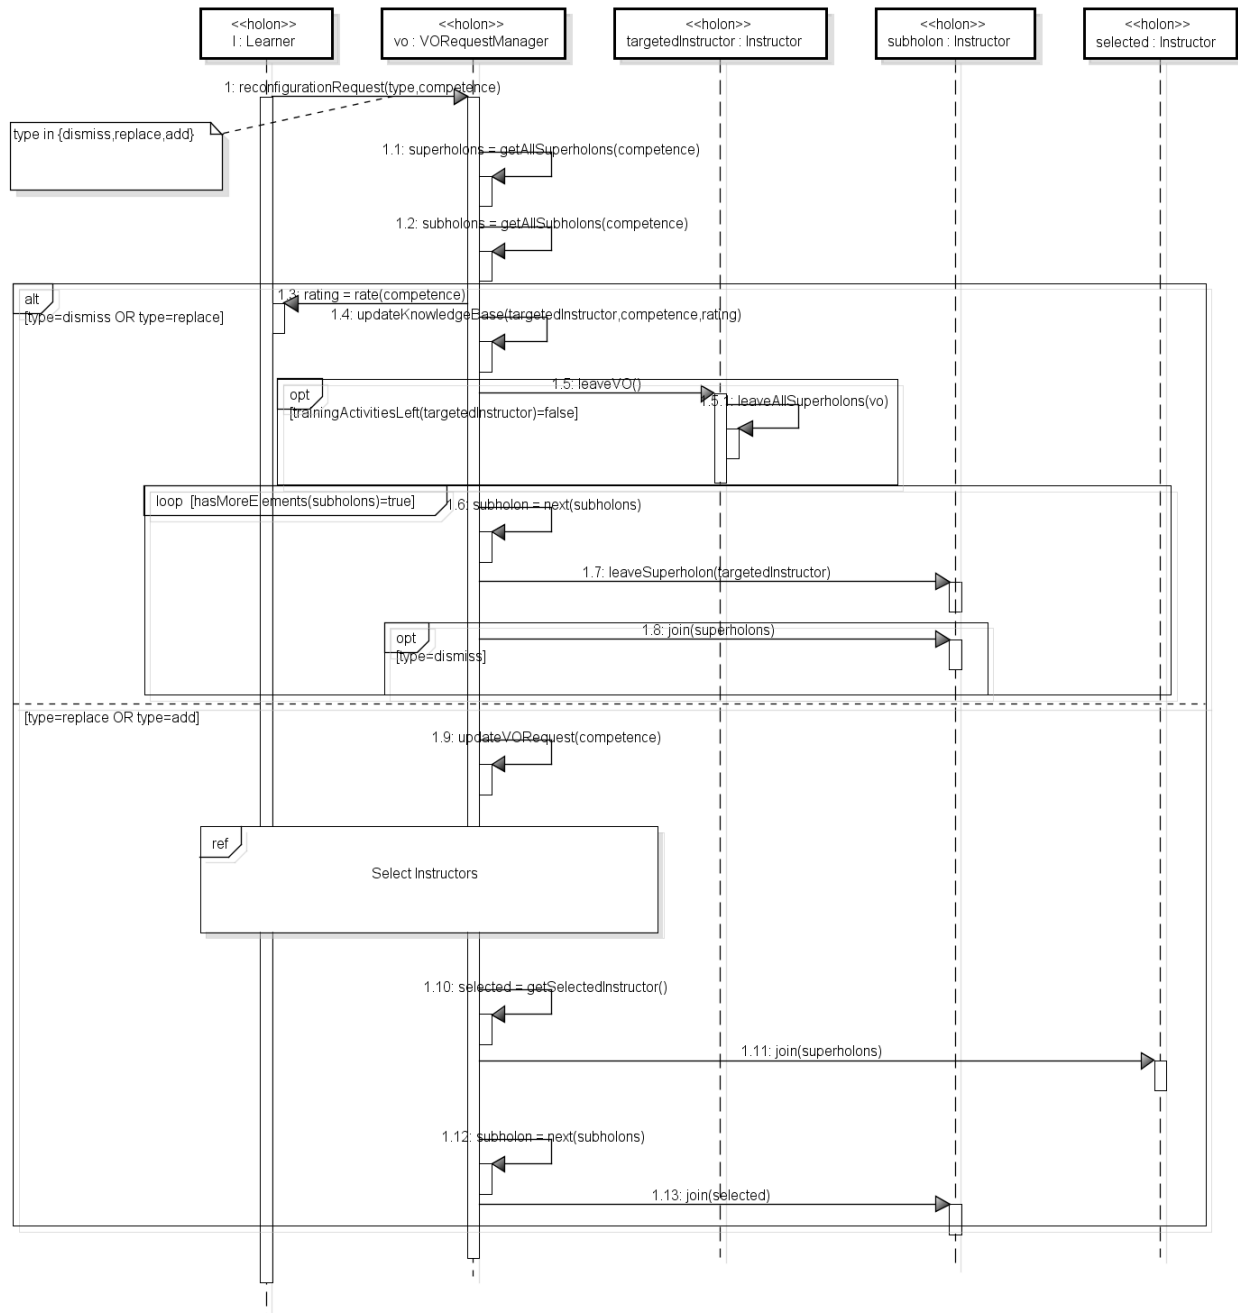 <<holon>>
l : Learner
<<holon>>
vo : VORequestManager
<<holon>>
targetedInstructor : Instructor
<<holon>>
subholon : Instructor
<<holon>>
selected : Instructor
1: reconfigurationRequest(type,competence)
type in {dismiss,replace,add}
1.1: superholons = getAllSuperholons(competence)
1.2: subholons = getAllSubholons(competence)
alt
[type=dismiss OR type=replace]
1.3: rating = rate(competence)
1.4: updateKnowledgeBase(targetedInstructor,competence,rating)
opt
[trainingActivitiesLeft(targetedInstructor)=false]
1.5: leaveVO()
1.5.1: leaveAllSuperholons(vo)
loop [hasMoreElements(subholons)=true]
1.6: subholon = next(subholons)
1.7: leaveSuperholon(targetedInstructor)
opt
[type=dismiss]
1.8: join(superholons)
[type=replace OR type=add]
1.9: updateVORequest(competence)
ref
Select Instructors
1.10: selected = getSelectedInstructor()
1.11: join(superholons)
1.12: subholon = next(subholons)
1.13: join(selected)